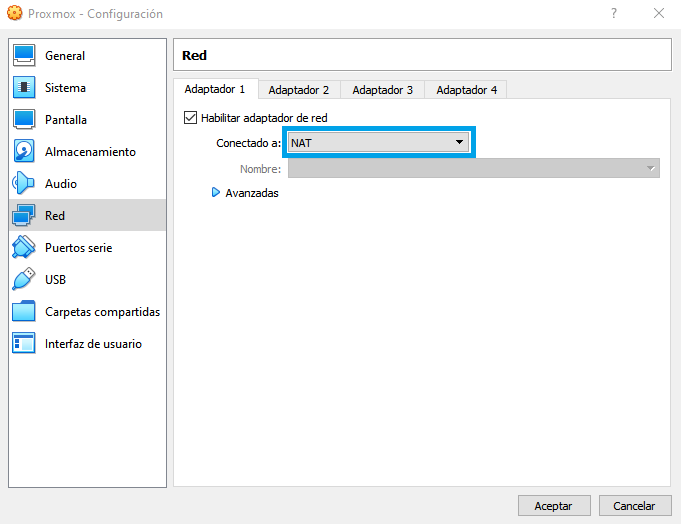 Proxmox - Configuración
General
Sistema
Pantalla
Almacenamiento
Audio
Red
Puertos serie
USB
Carpetas compartidas
Interfaz de usuario
Red
Adaptador 1 Adaptador 2 Adaptador 3 Adaptador 4
Habilitar adaptador de red
Conectado a: NAT
Nombre:
Avanzadas
Aceptar Cancelar